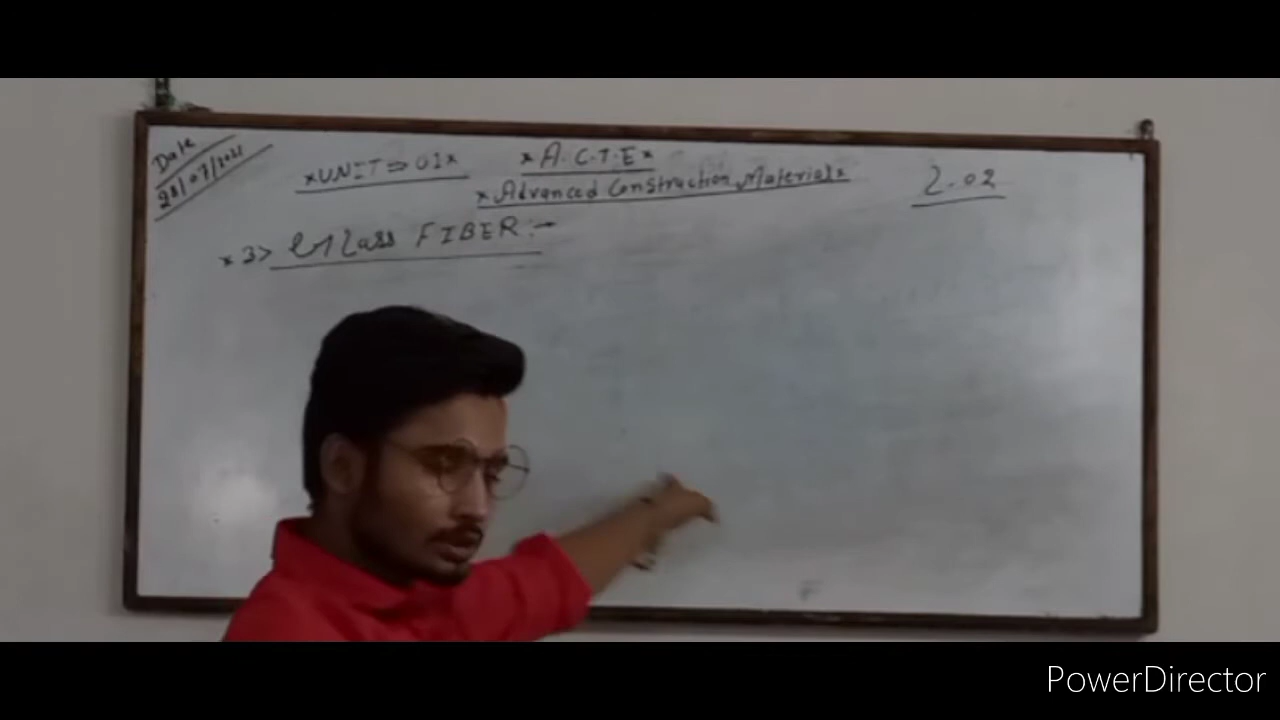 Date
28/07/2021
*UNIT⇒01*
*A.C.T.E*
*Advanced Construction Materials*
2.02
*3> Glass FIBER:-
PowerDirector